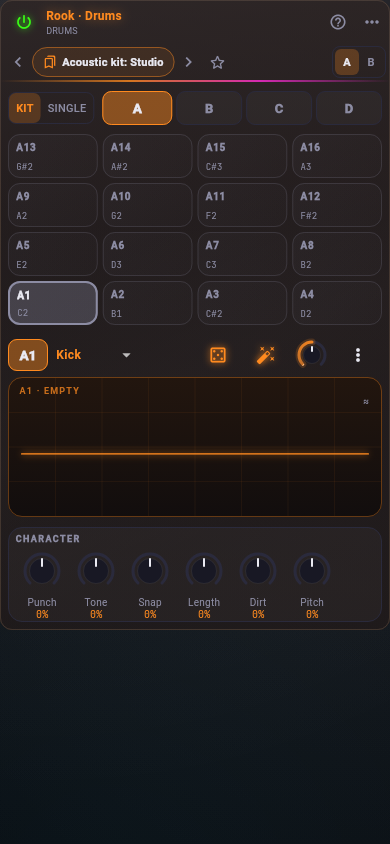 Rook · Drums
DRUMS
Acoustic kit: Studio
A B
KIT SINGLE A B C D
A13 A14 A15 A16
G#2 A#2 C#3 A3
A9 A10 A11 A12
A2 G2 F2 F#2
A5 A6 A7 A8
E2 D3 C3 B2
A1 A2 A3 A4
C2 B1 C#2 D2
A1 Kick
A1 · EMPTY
≈
CHARACTER
Punch Tone Snap Length Dirt Pitch
0% 0% 0% 0% 0% 0%